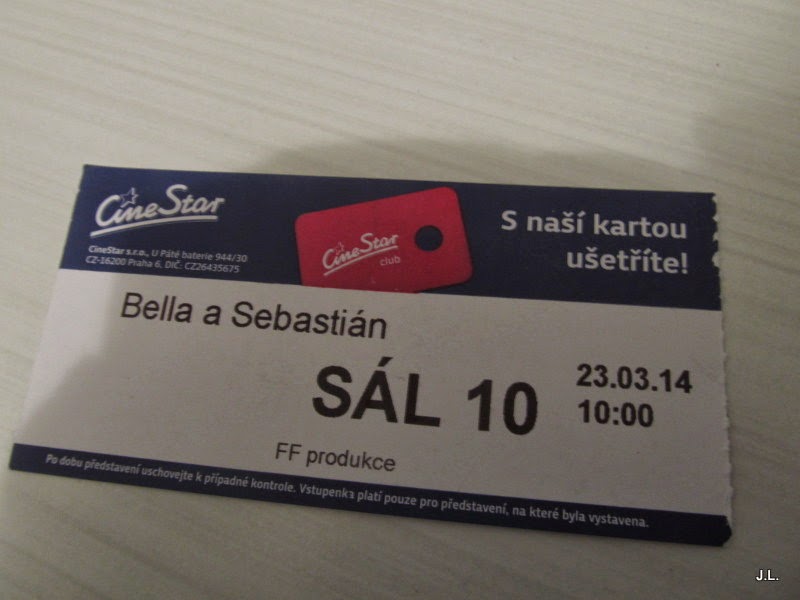 CineStar
CineStar s.r.o., U Páté baterie 944/30
CZ-16200 Praha 6, DIČ: CZ26435675
CineStar
club
S naší kartou
ušetříte!
Bella a Sebastián
SÁL 10
23.03.14
10:00
FF produkce
Po dobu představení uschovejte k případné kontrole. Vstupenka platí pouze pro představení, na které byla vystavena.
J.L.